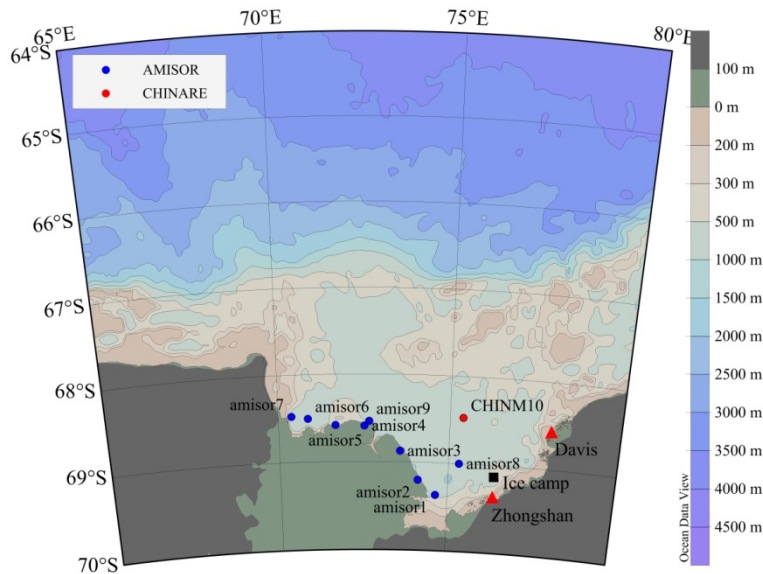 65°E
70°E
75°E
80°E
64°S
65°S
66°S
67°S
68°S
69°S
70°S
AMISOR
CHINARE
amisor7
amisor6
amisor9
amisor4
amisor5
amisor3
CHINM10
Davis
amisor8
Ice camp
amisor2
amisor1
Zhongshan
100 m
0 m
200 m
300 m
500 m
1000 m
1500 m
2000 m
2500 m
3000 m
3500 m
4000 m
4500 m
Ocean Data View